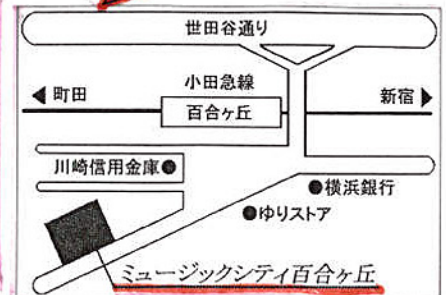 世田谷通り
小田急線
町田
新宿
百合ヶ丘
川崎信用金庫
横浜銀行
ゆりストア
ミュージックシティ百合ヶ丘